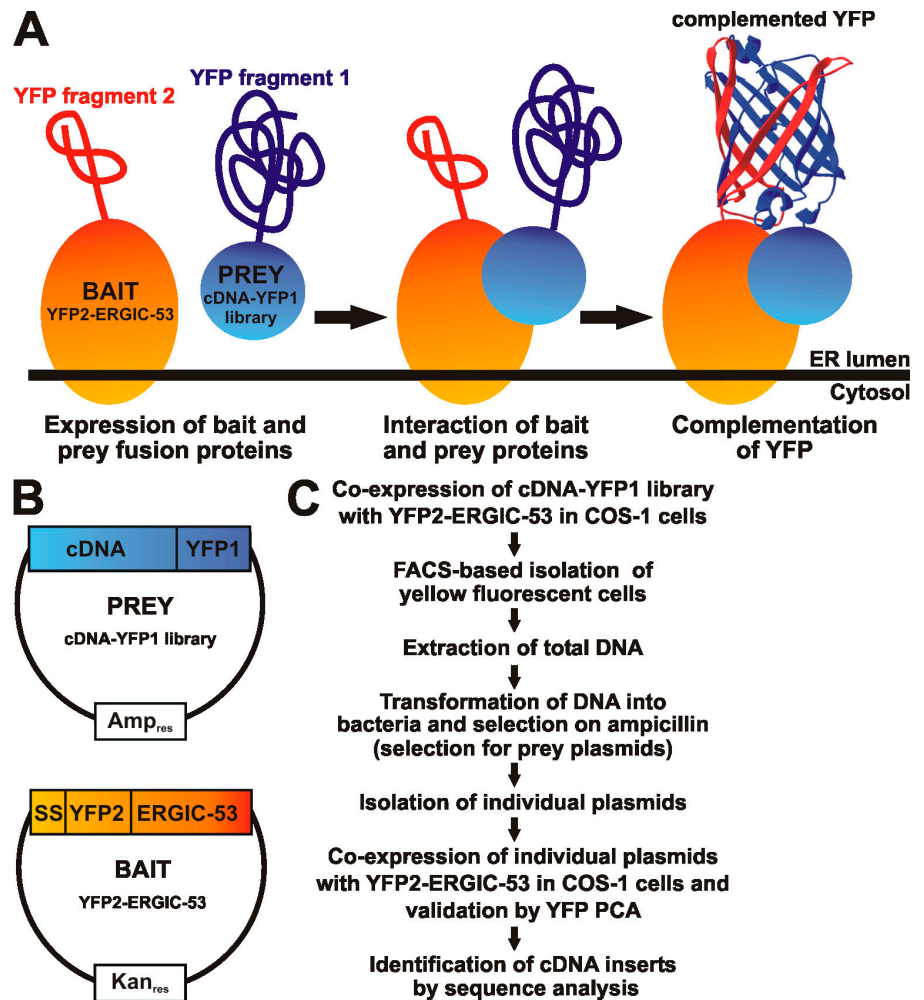 A
YFP fragment 2
YFP fragment 1
complemented YFP
BAIT
YFP2-ERGIC-53
PREY
cDNA-YFP1
library
ER lumen
Cytosol
Expression of bait and
prey fusion proteins
Interaction of bait
and prey proteins
Complementation
of YFP
B
cDNA
YFP1
PREY
cDNA-YFP1 library
Ampres
SS
YFP2
ERGIC-53
BAIT
YFP2-ERGIC-53
Kanres
C
Co-expression of cDNA-YFP1 library
with YFP2-ERGIC-53 in COS-1 cells
FACS-based isolation of
yellow fluorescent cells
Extraction of total DNA
Transformation of DNA into
bacteria and selection on ampicillin
(selection for prey plasmids)
Isolation of individual plasmids
Co-expression of individual plasmids
with YFP2-ERGIC-53 in COS-1 cells and
validation by YFP PCA
Identification of cDNA inserts
by sequence analysis